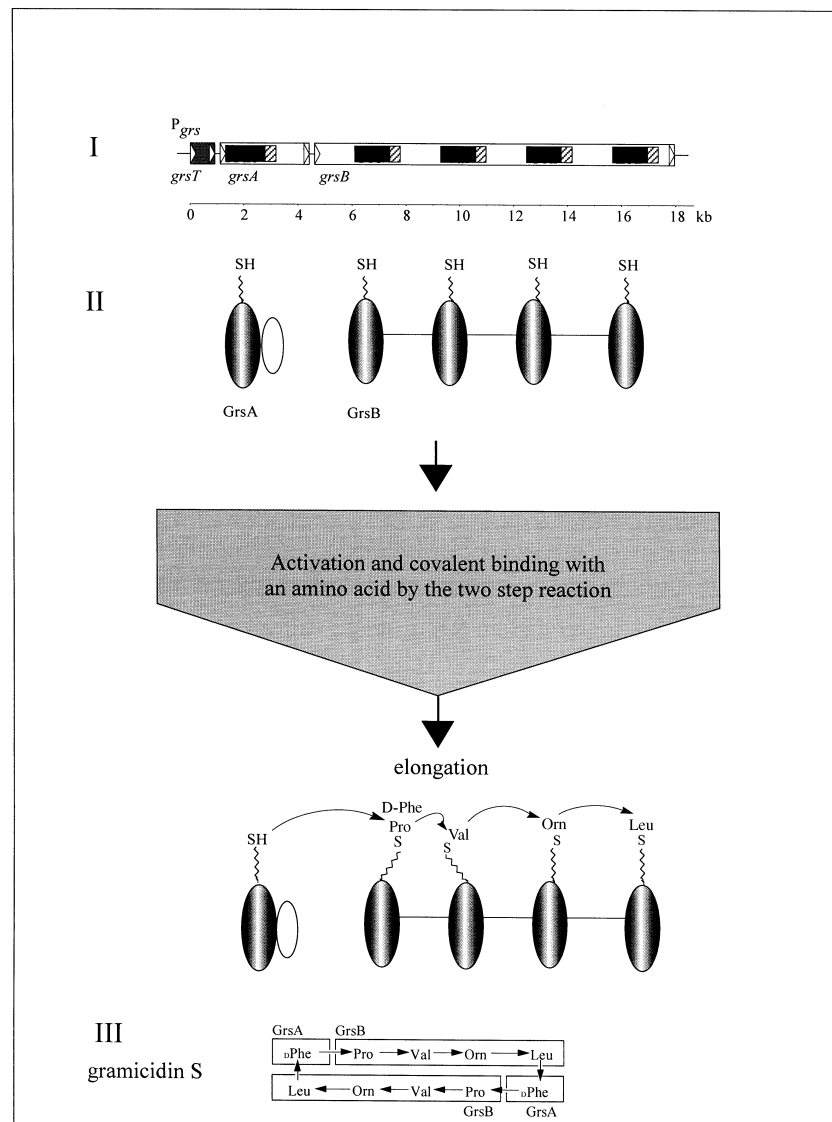 P grs
I
grsT grsA grsB
0 2 4 6 8 10 12 14 16 18 kb
SH SH SH SH SH
II
GrsA GrsB
Activation and covalent binding with
an amino acid by the two step reaction
elongation
D-Phe
SH Pro Val Orn Leu
S S S S
III
GrsA GrsB
DPhe Pro Val Orn Leu
gramicidin S
Leu Orn Val Pro DPhe
GrsB GrsA